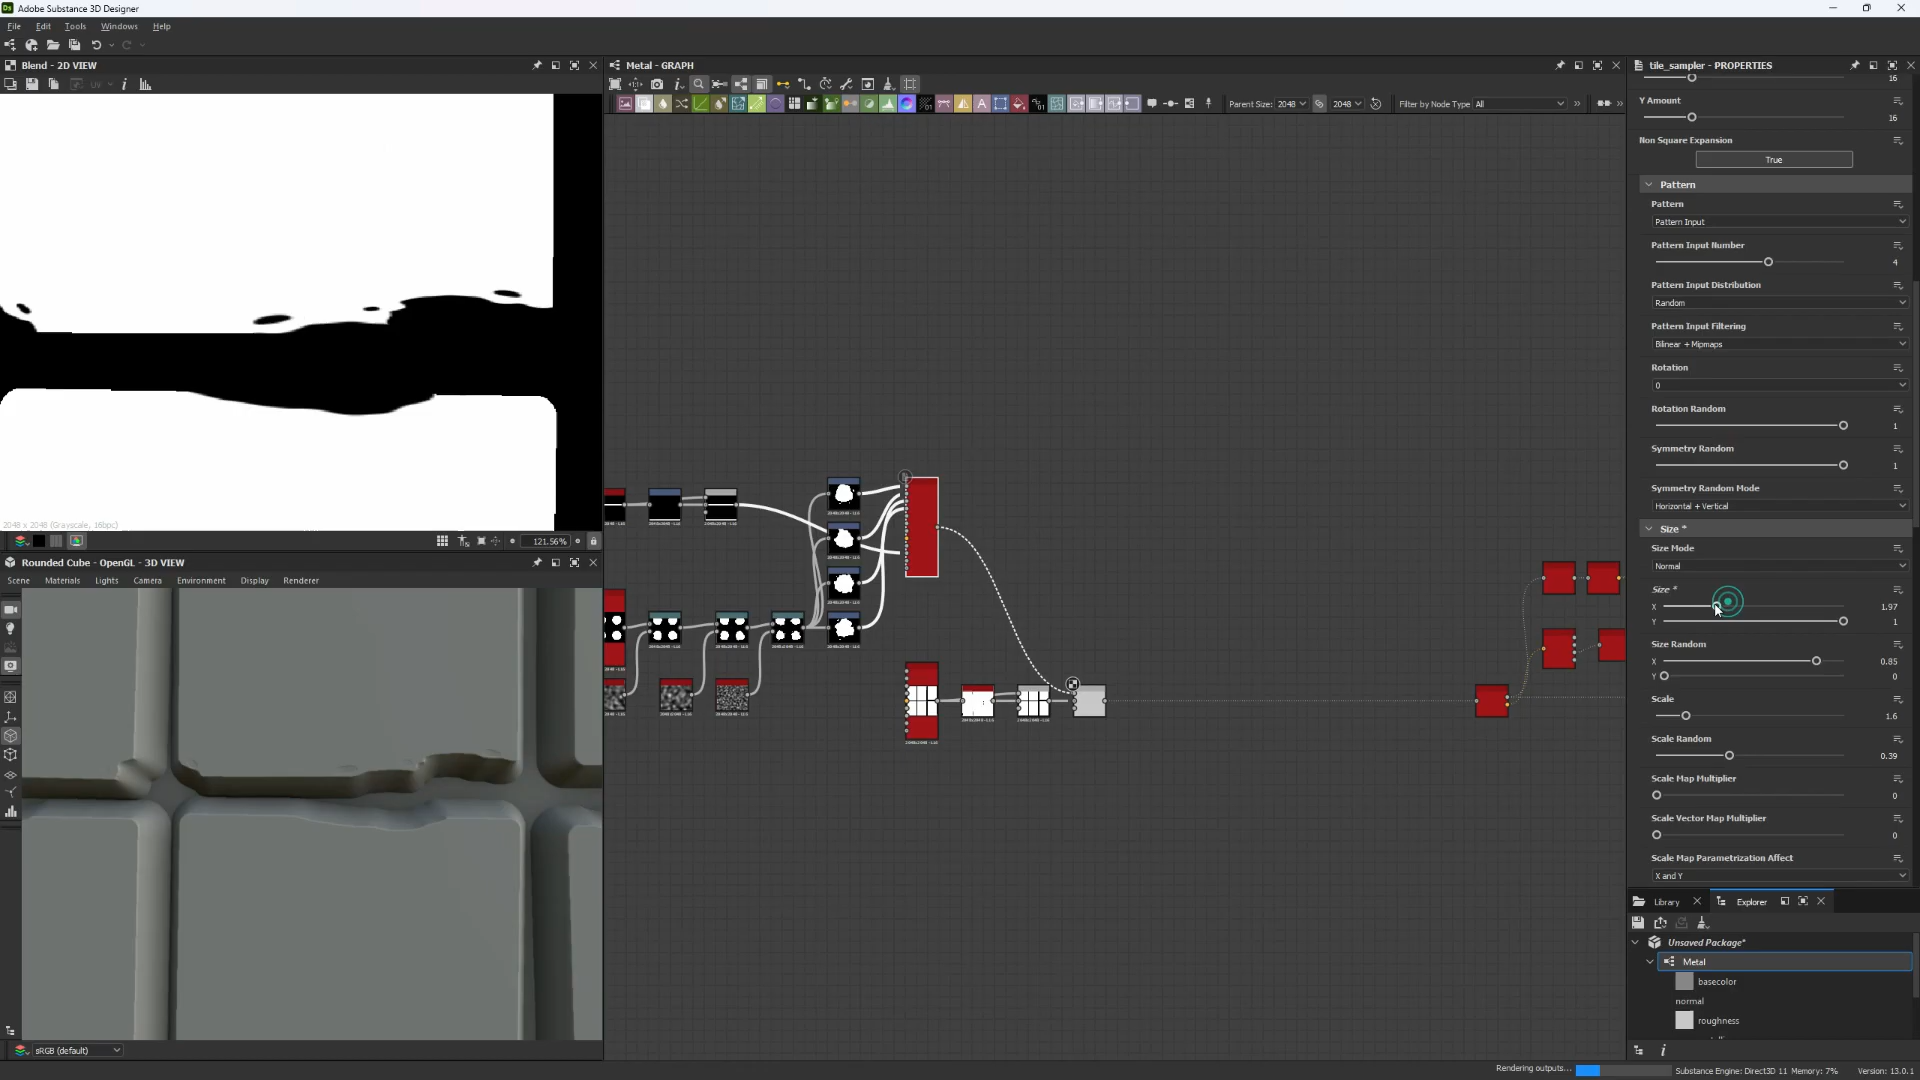 Adobe Substance 3D Designer
File Edit Tools Windows Help
Blend - 2D VIEW
Metal - GRAPH
tile_sampler - PROPERTIES
16
Parent Size: 2048 2048 Filter by Node Type All
Y Amount
16
Non Square Expansion
True
Pattern
Pattern
Pattern Input
Pattern Input Number
4
Pattern Input Distribution
Random
Pattern Input Filtering
Bilinear + Mipmaps
Rotation
0
Rotation Random
1
Symmetry Random
1
Symmetry Random Mode
Horizontal + Vertical
Size *
Size Mode
Normal
Size *
X 1.97
Y 1
Size Random
X 0.85
Y 0
Scale
1.6
Scale Random
0.39
Scale Map Multiplier
0
Scale Vector Map Multiplier
0
Scale Map Parametrization Affect
X and Y
2048 x 2048 (Grayscale, 16bpc)
121.56%
Rounded Cube - OpenGL - 3D VIEW
Scene Materials Lights Camera Environment Display Renderer
sRGB (default)
Library Explorer
Unsaved Package*
Metal
basecolor
normal
roughness
Rendering outputs... Substance Engine: Direct3D 11 Memory: 7% Version: 13.0.1